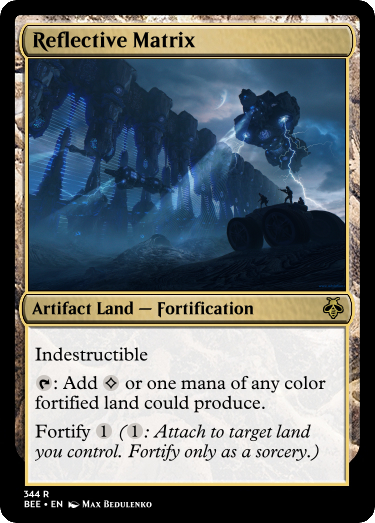 Reflective Matrix
Artifact Land — Fortification
Indestructible
: Add or one mana of any color
fortified land could produce.
Fortify 1 (1: Attach to target land
you control. Fortify only as a sorcery.)
344 R
BEE • EN Max Bedulenko